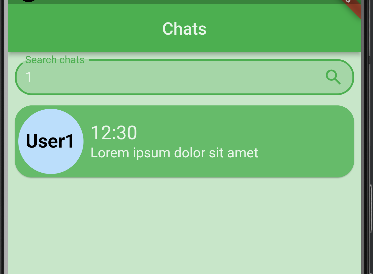 Chats
Search chats
1
User1
12:30
Lorem ipsum dolor sit amet